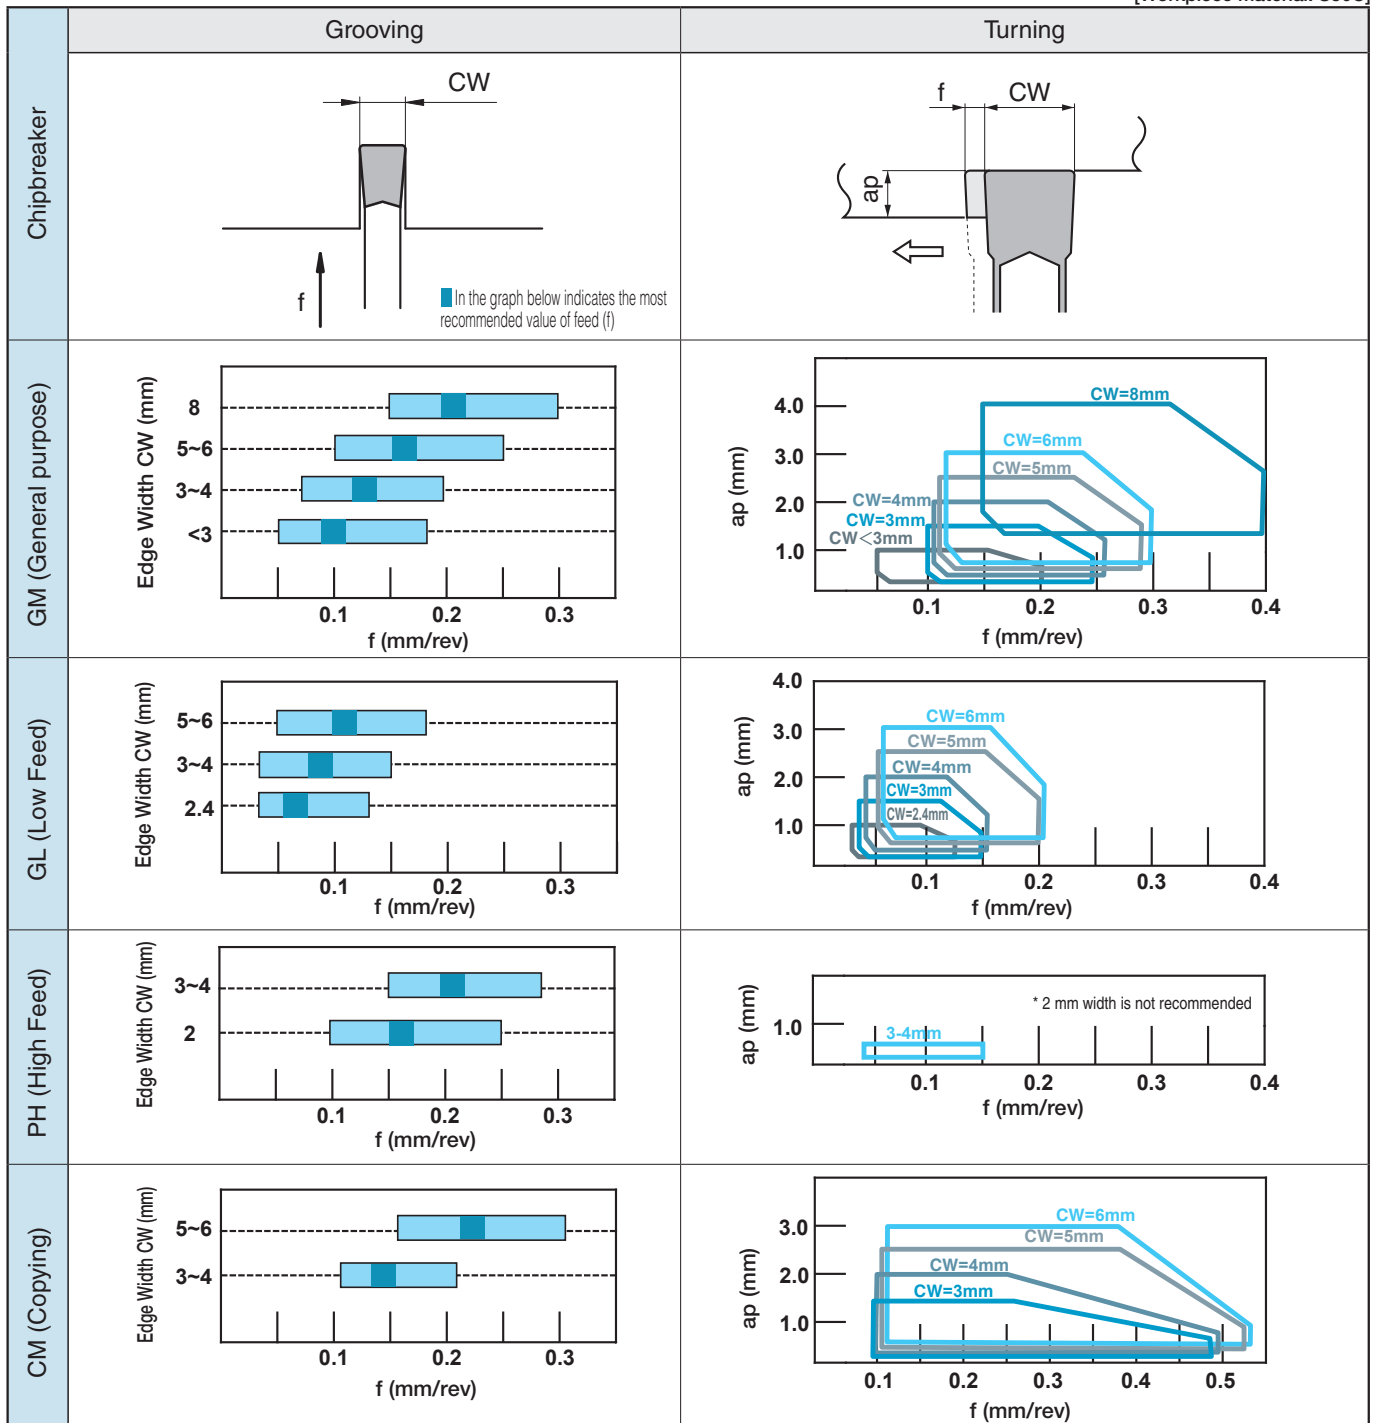 Grooving
Turning
Chipbreaker
CW
f
In the graph below indicates the most
recommended value of feed (f)
f CW
ap
GM (General purpose)
Edge Width CW (mm)
8
5~6
3~4
<3
0.1 0.2 0.3
f (mm/rev)
ap (mm)
4.0
3.0
2.0
1.0
CW=8mm
CW=6mm
CW=5mm
CW=4mm
CW=3mm
CW<3mm
0.1 0.2 0.3 0.4
f (mm/rev)
GL (Low Feed)
Edge Width CW (mm)
5~6
3~4
2.4
0.1 0.2 0.3
f (mm/rev)
ap (mm)
4.0
3.0
2.0
1.0
CW=6mm
CW=5mm
CW=4mm
CW=3mm
CW=2.4mm
0.1 0.2 0.3 0.4
f (mm/rev)
PH (High Feed)
Edge Width CW (mm)
3~4
2
0.1 0.2 0.3
f (mm/rev)
ap (mm)
1.0
* 2 mm width is not recommended
3-4mm
0.1 0.2 0.3 0.4
f (mm/rev)
CM (Copying)
Edge Width CW (mm)
5~6
3~4
0.1 0.2 0.3
f (mm/rev)
ap (mm)
3.0
2.0
1.0
CW=6mm
CW=5mm
CW=4mm
CW=3mm
0.1 0.2 0.3 0.4 0.5
f (mm/rev)